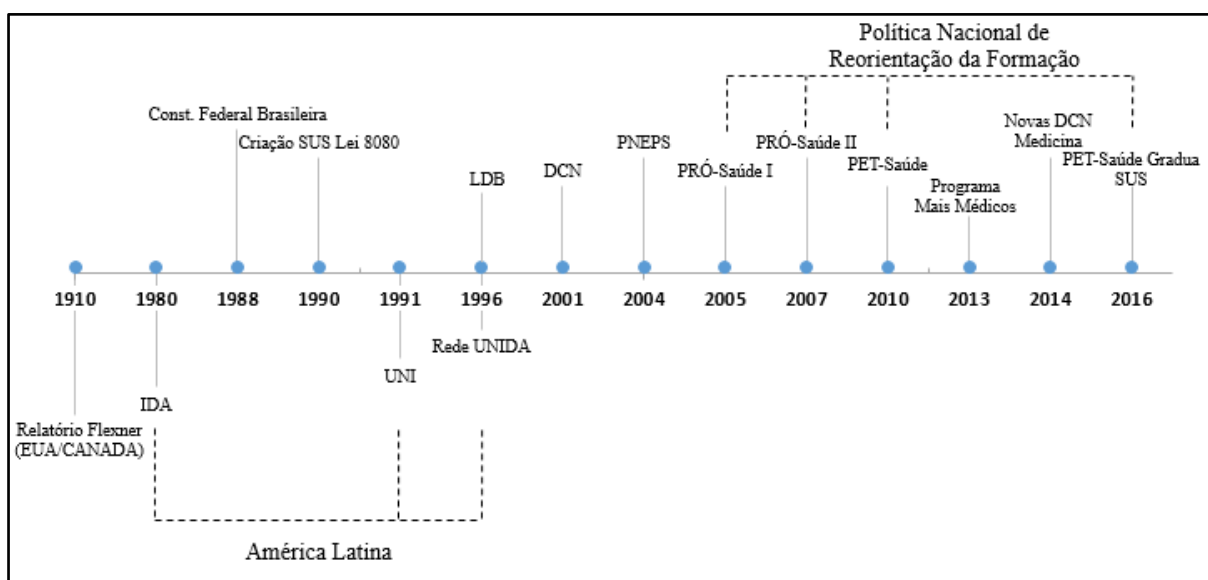 Política Nacional de
Reorientação da Formação
Const. Federal Brasileira
Criação SUS Lei 8080
LDB
DCN
PNEPS
PRÓ-Saúde I
PRÓ-Saúde II
PET-Saúde
Programa
Mais Médicos
Novas DCN
Medicina
PET-Saúde Gradua
SUS
1910 1980 1988 1990 1991 1996 2001 2004 2005 2007 2010 2013 2014 2016
Rede UNIDA
UNI
IDA
Relatório Flexner
(EUA/CANADA)
América Latina